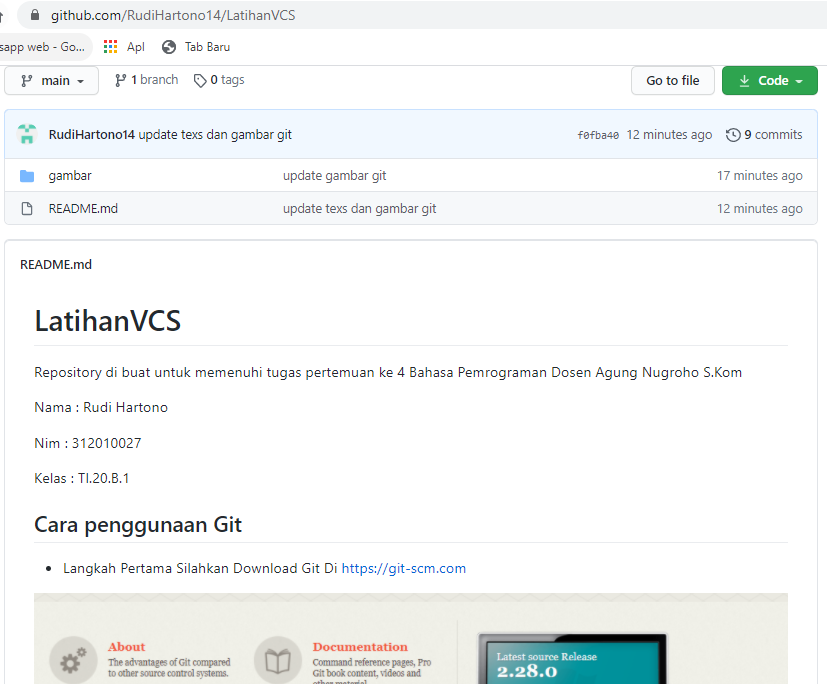 github.com/RudiHartono14/LatihanVCS
sapp web - Go... Apl Tab Baru
main 1 branch 0 tags Go to file Code
RudiHartono14 update texs dan gambar git f0fba40 12 minutes ago 9 commits
gambar update gambar git 17 minutes ago
README.md update texs dan gambar git 12 minutes ago
README.md
LatihanVCS
Repository di buat untuk memenuhi tugas pertemuan ke 4 Bahasa Pemrograman Dosen Agung Nugroho S.Kom
Nama : Rudi Hartono
Nim : 312010027
Kelas : TI.20.B.1
Cara penggunaan Git
• Langkah Pertama Silahkan Download Git Di https://git-scm.com
About
The advantages of Git compared
to other source control systems.
Documentation
Command reference pages, Pro
Git book content, videos and
other material.
Latest source Release
2.28.0